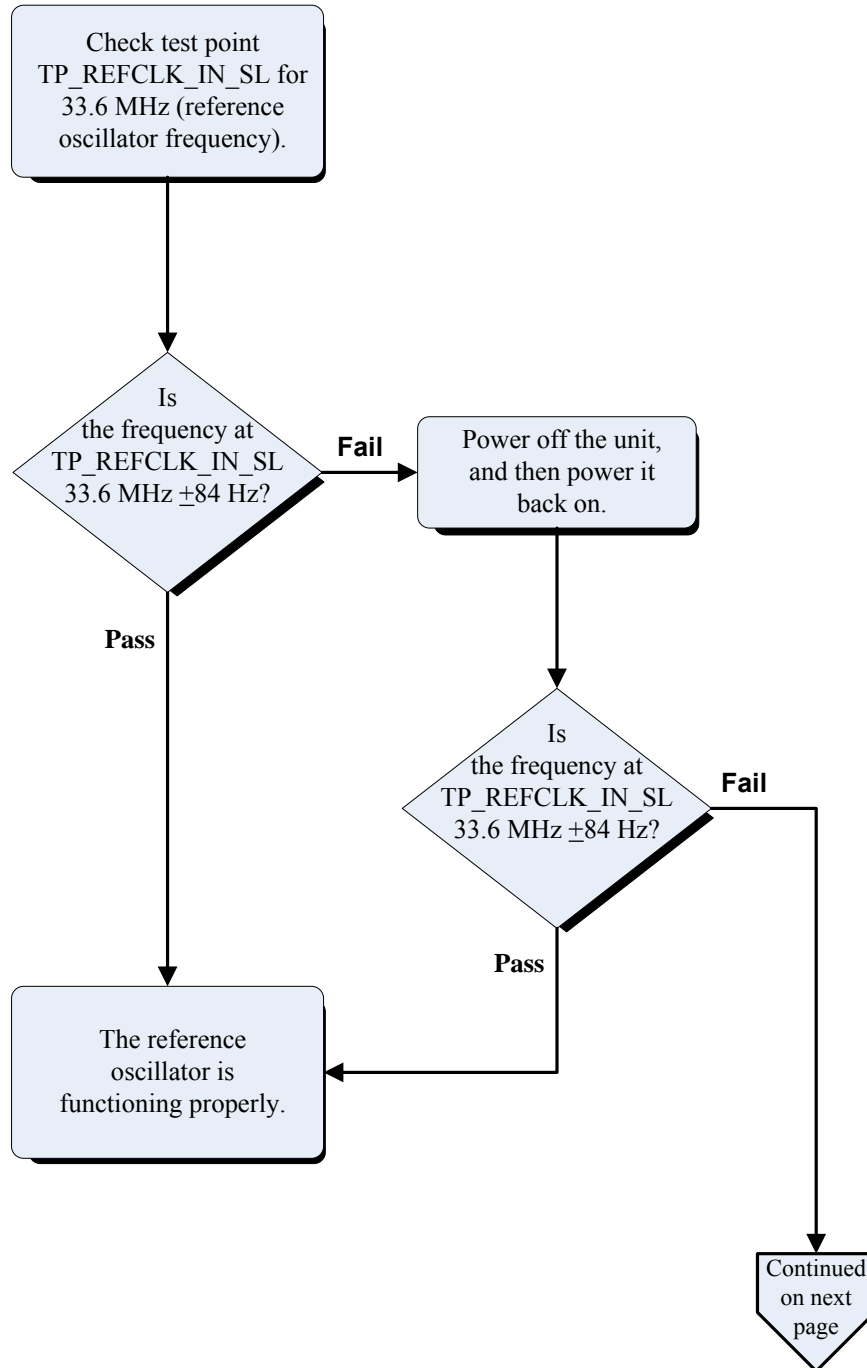 Check test point
TP_REFCLK_IN_SL for
33.6 MHz (reference
oscillator frequency).
Is
the frequency at
TP_REFCLK_IN_SL
33.6 MHz ±84 Hz?
Fail
Power off the unit,
and then power it
back on.
Pass
Is
the frequency at
TP_REFCLK_IN_SL
33.6 MHz ±84 Hz?
Fail
Pass
The reference
oscillator is
functioning properly.
Continued
on next
page